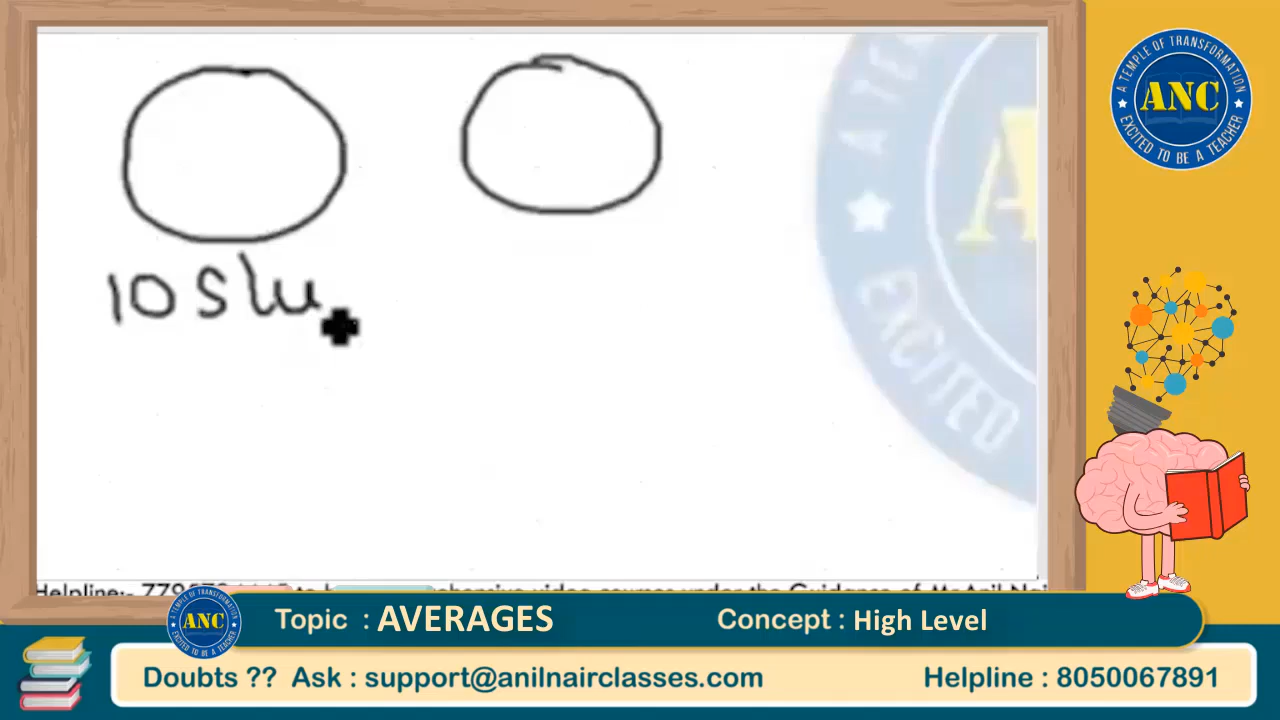 A TEMPLE OF TRANSFORMATION
ANC
EXCITED TO BE A TEACHER
10 Stu
EXCITED
Topic : AVERAGES
Concept : High Level
Doubts ?? Ask : support@anilnairclasses.com
Helpline : 8050067891